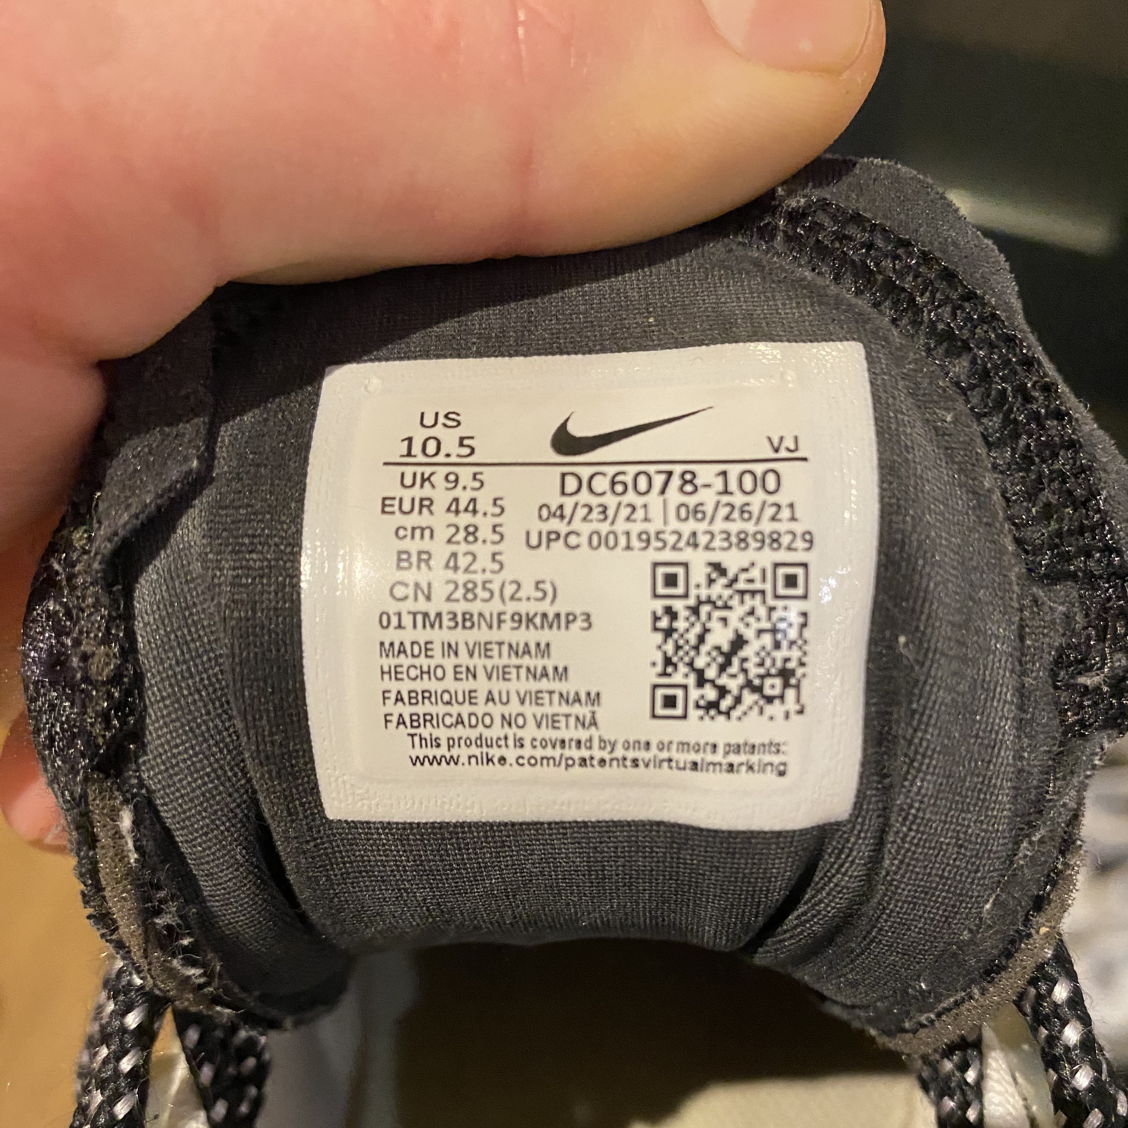 US
10.5
VJ
UK 9.5
EUR 44.5
cm 28.5
BR 42.5
CN 285(2.5)
DC6078-100
04/23/21 | 06/26/21
UPC 00195242389829
01TM3BNF9KMP3
MADE IN VIETNAM
HECHO EN VIETNAM
FABRIQUE AU VIETNAM
FABRICADO NO VIETNÃ
This product is covered by one or more patents:
www.nike.com/patentsvirtualmarking